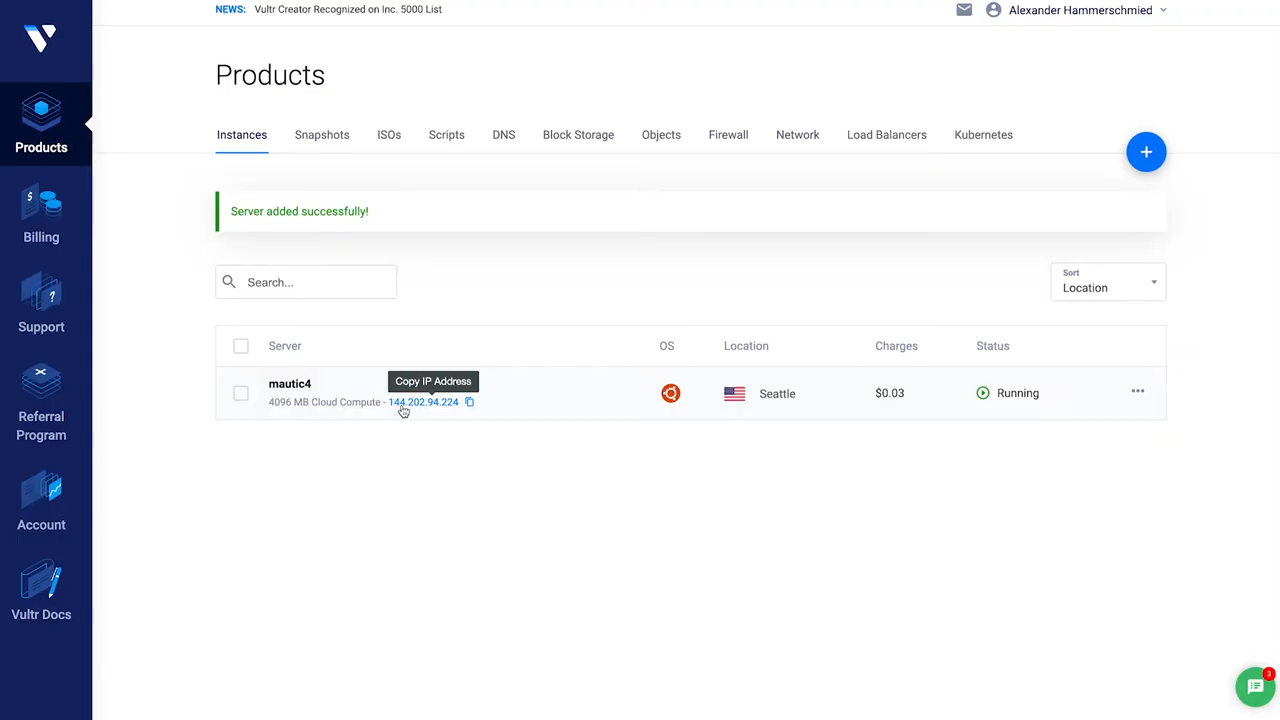 NEWS: Vultr Creator Recognized on Inc. 5000 List
Alexander Hammerschmied
Products
Products
Instances Snapshots ISOs Scripts DNS Block Storage Objects Firewall Network Load Balancers Kubernetes
+
Server added successfully!
Billing
Search...
Sort
Location
Support
Server OS Location Charges Status
Copy IP Address
mautic4
4096 MB Cloud Compute - 144.202.94.224
Seattle $0.03 Running
Referral
Program
Account
Vultr Docs
3